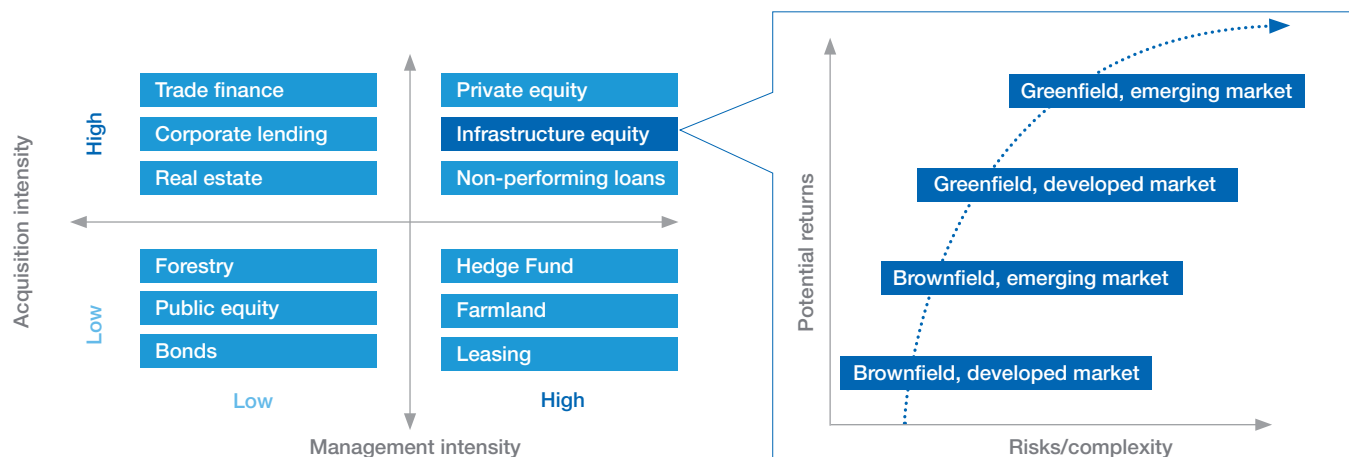 Acquisition intensity
High
Trade finance
Corporate lending
Real estate
Private equity
Infrastructure equity
Non-performing loans
Low
Forestry
Public equity
Bonds
Hedge Fund
Farmland
Leasing
Low
High
Management intensity
Potential returns
Greenfield, emerging market
Greenfield, developed market
Brownfield, emerging market
Brownfield, developed market
Risks/complexity